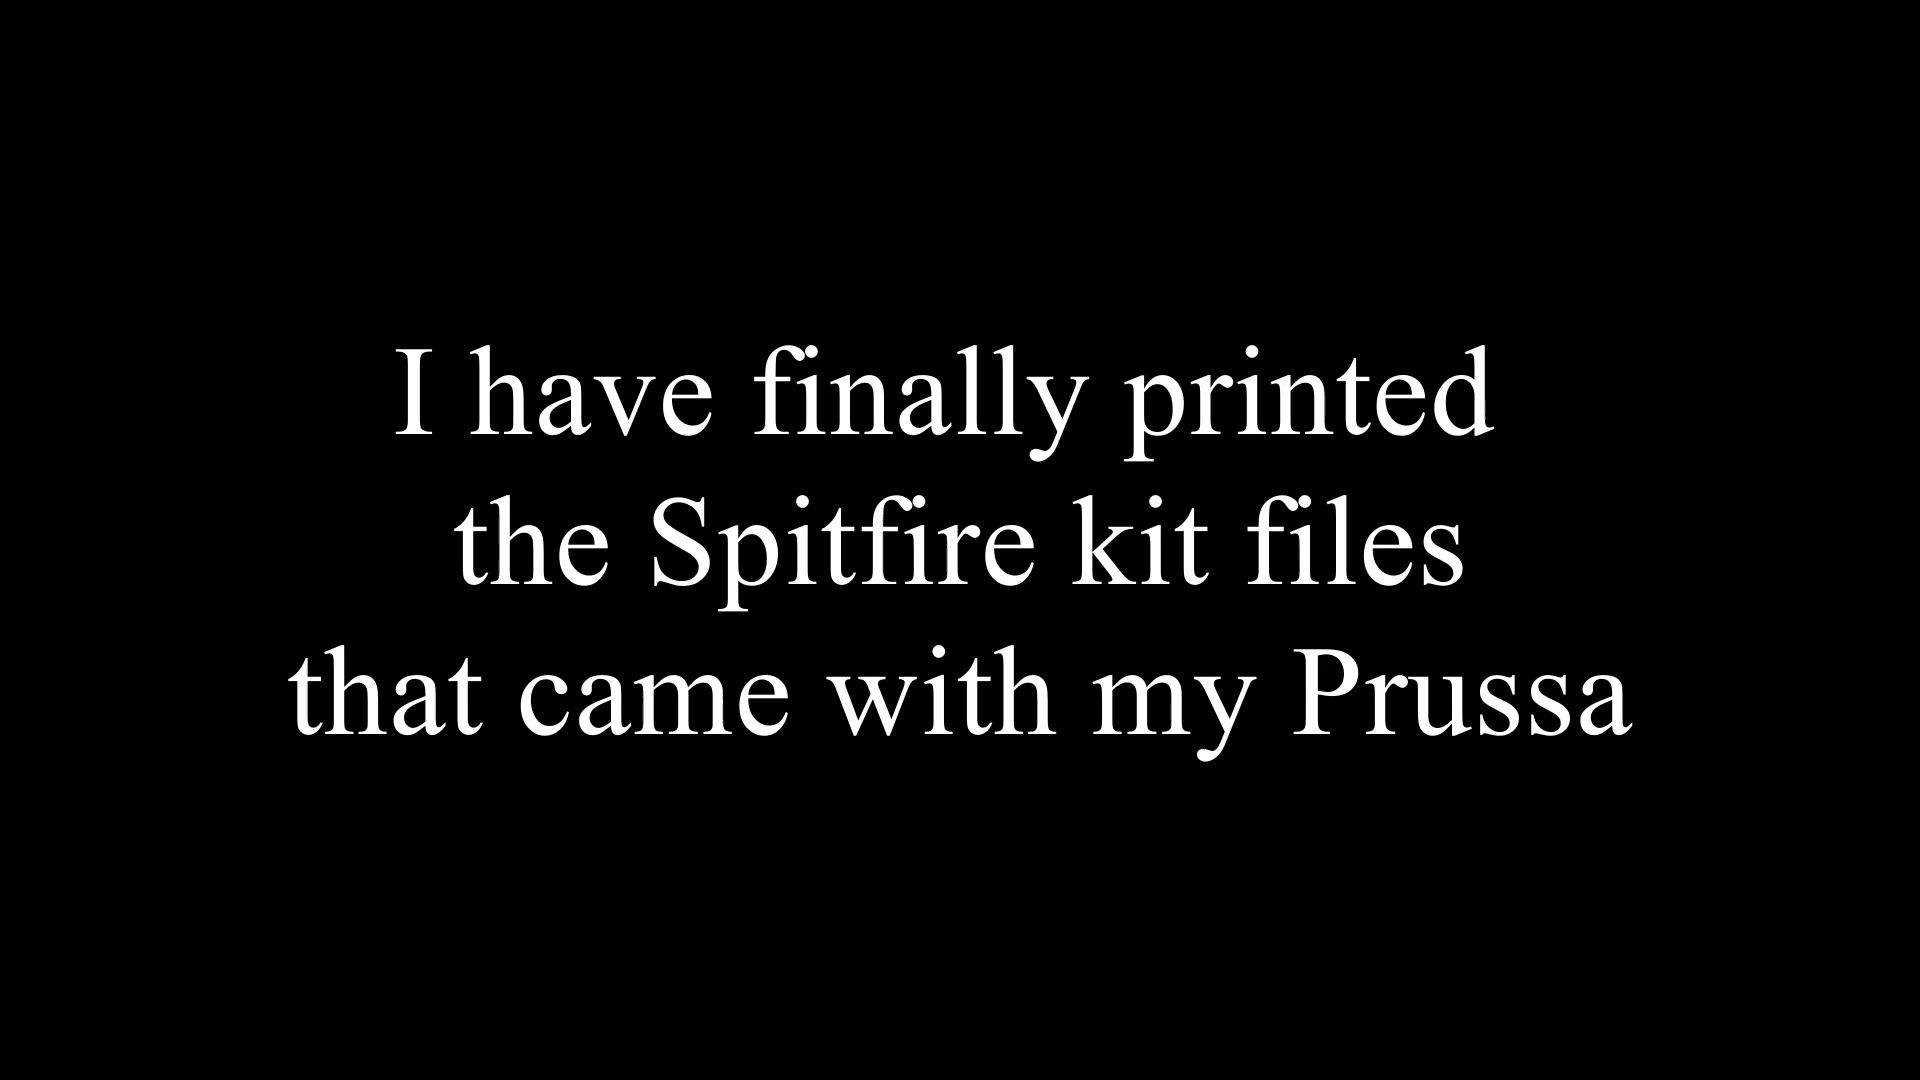 I have finally printed
the Spitfire kit files
that came with my Prussa